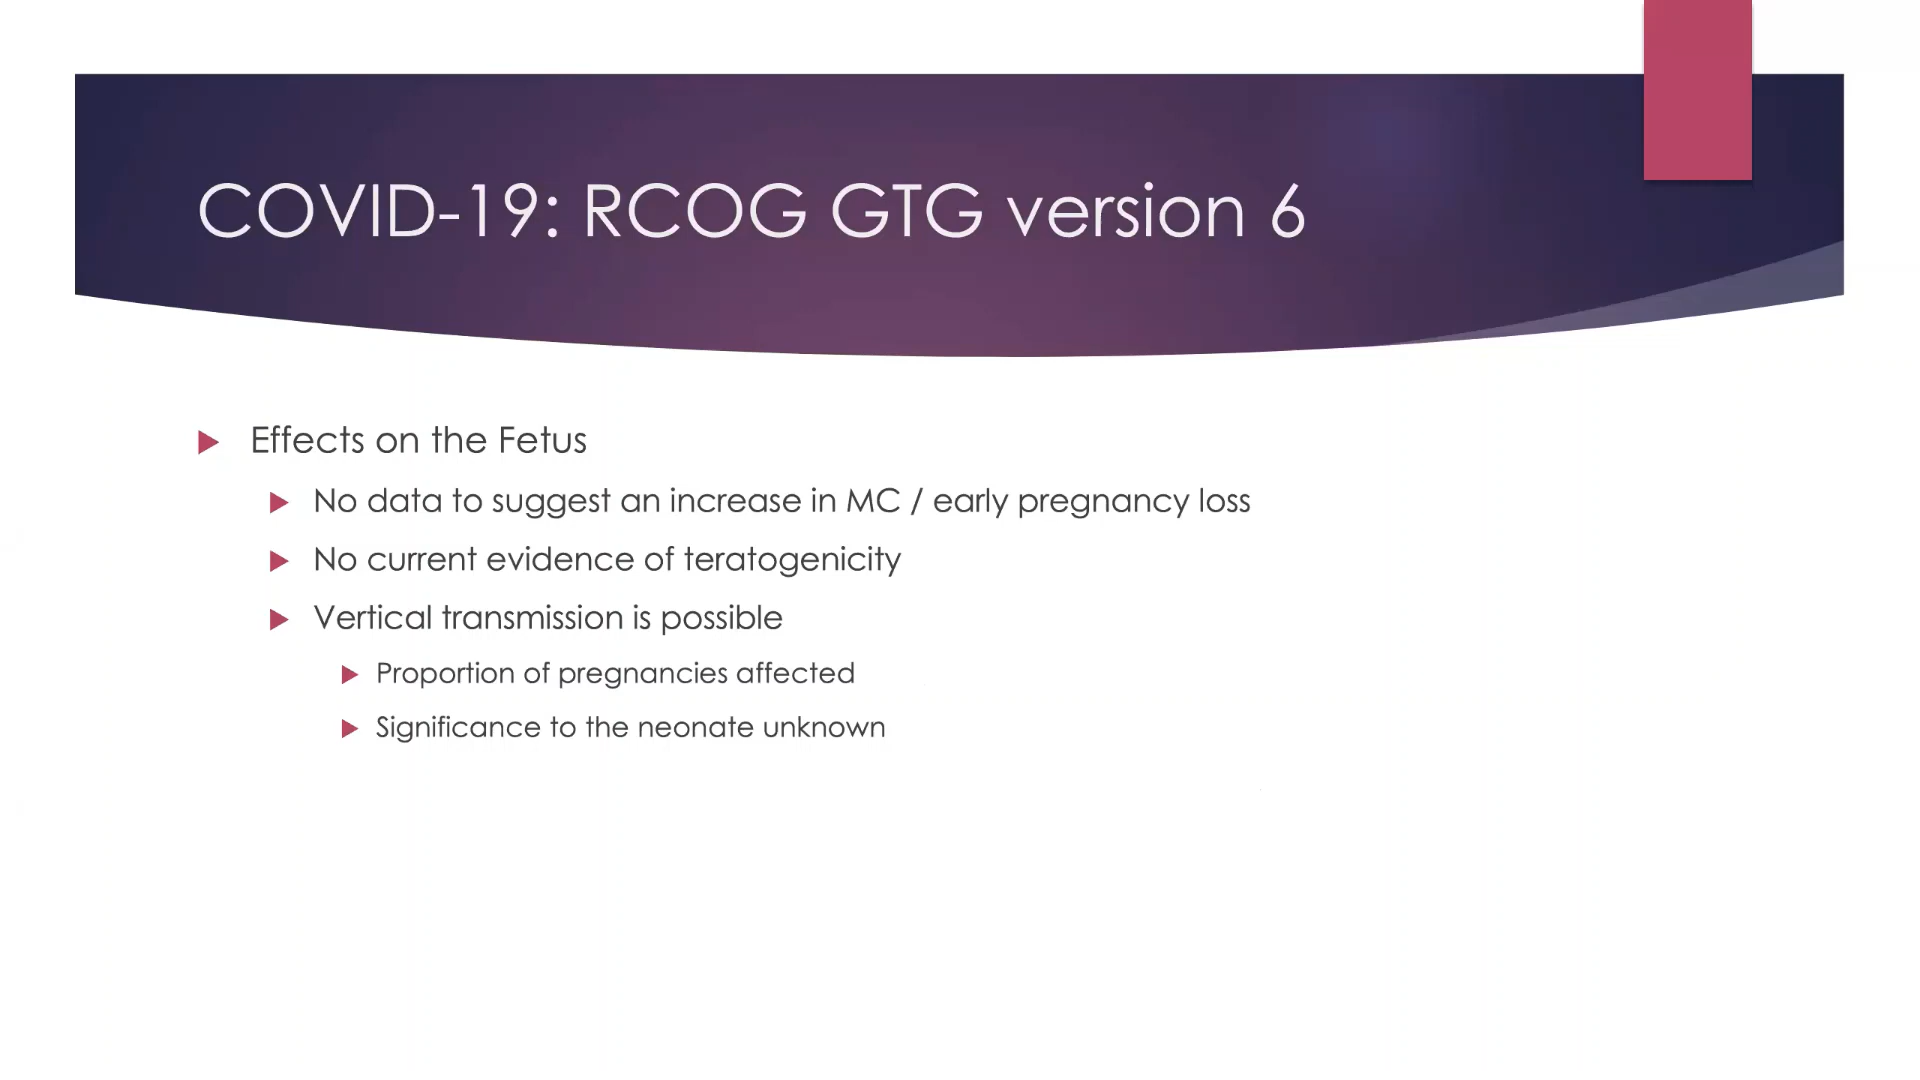 COVID-19: RCOG GTG version 6
Effects on the Fetus
No data to suggest an increase in MC / early pregnancy loss
No current evidence of teratogenicity
Vertical transmission is possible
Proportion of pregnancies affected
Significance to the neonate unknown